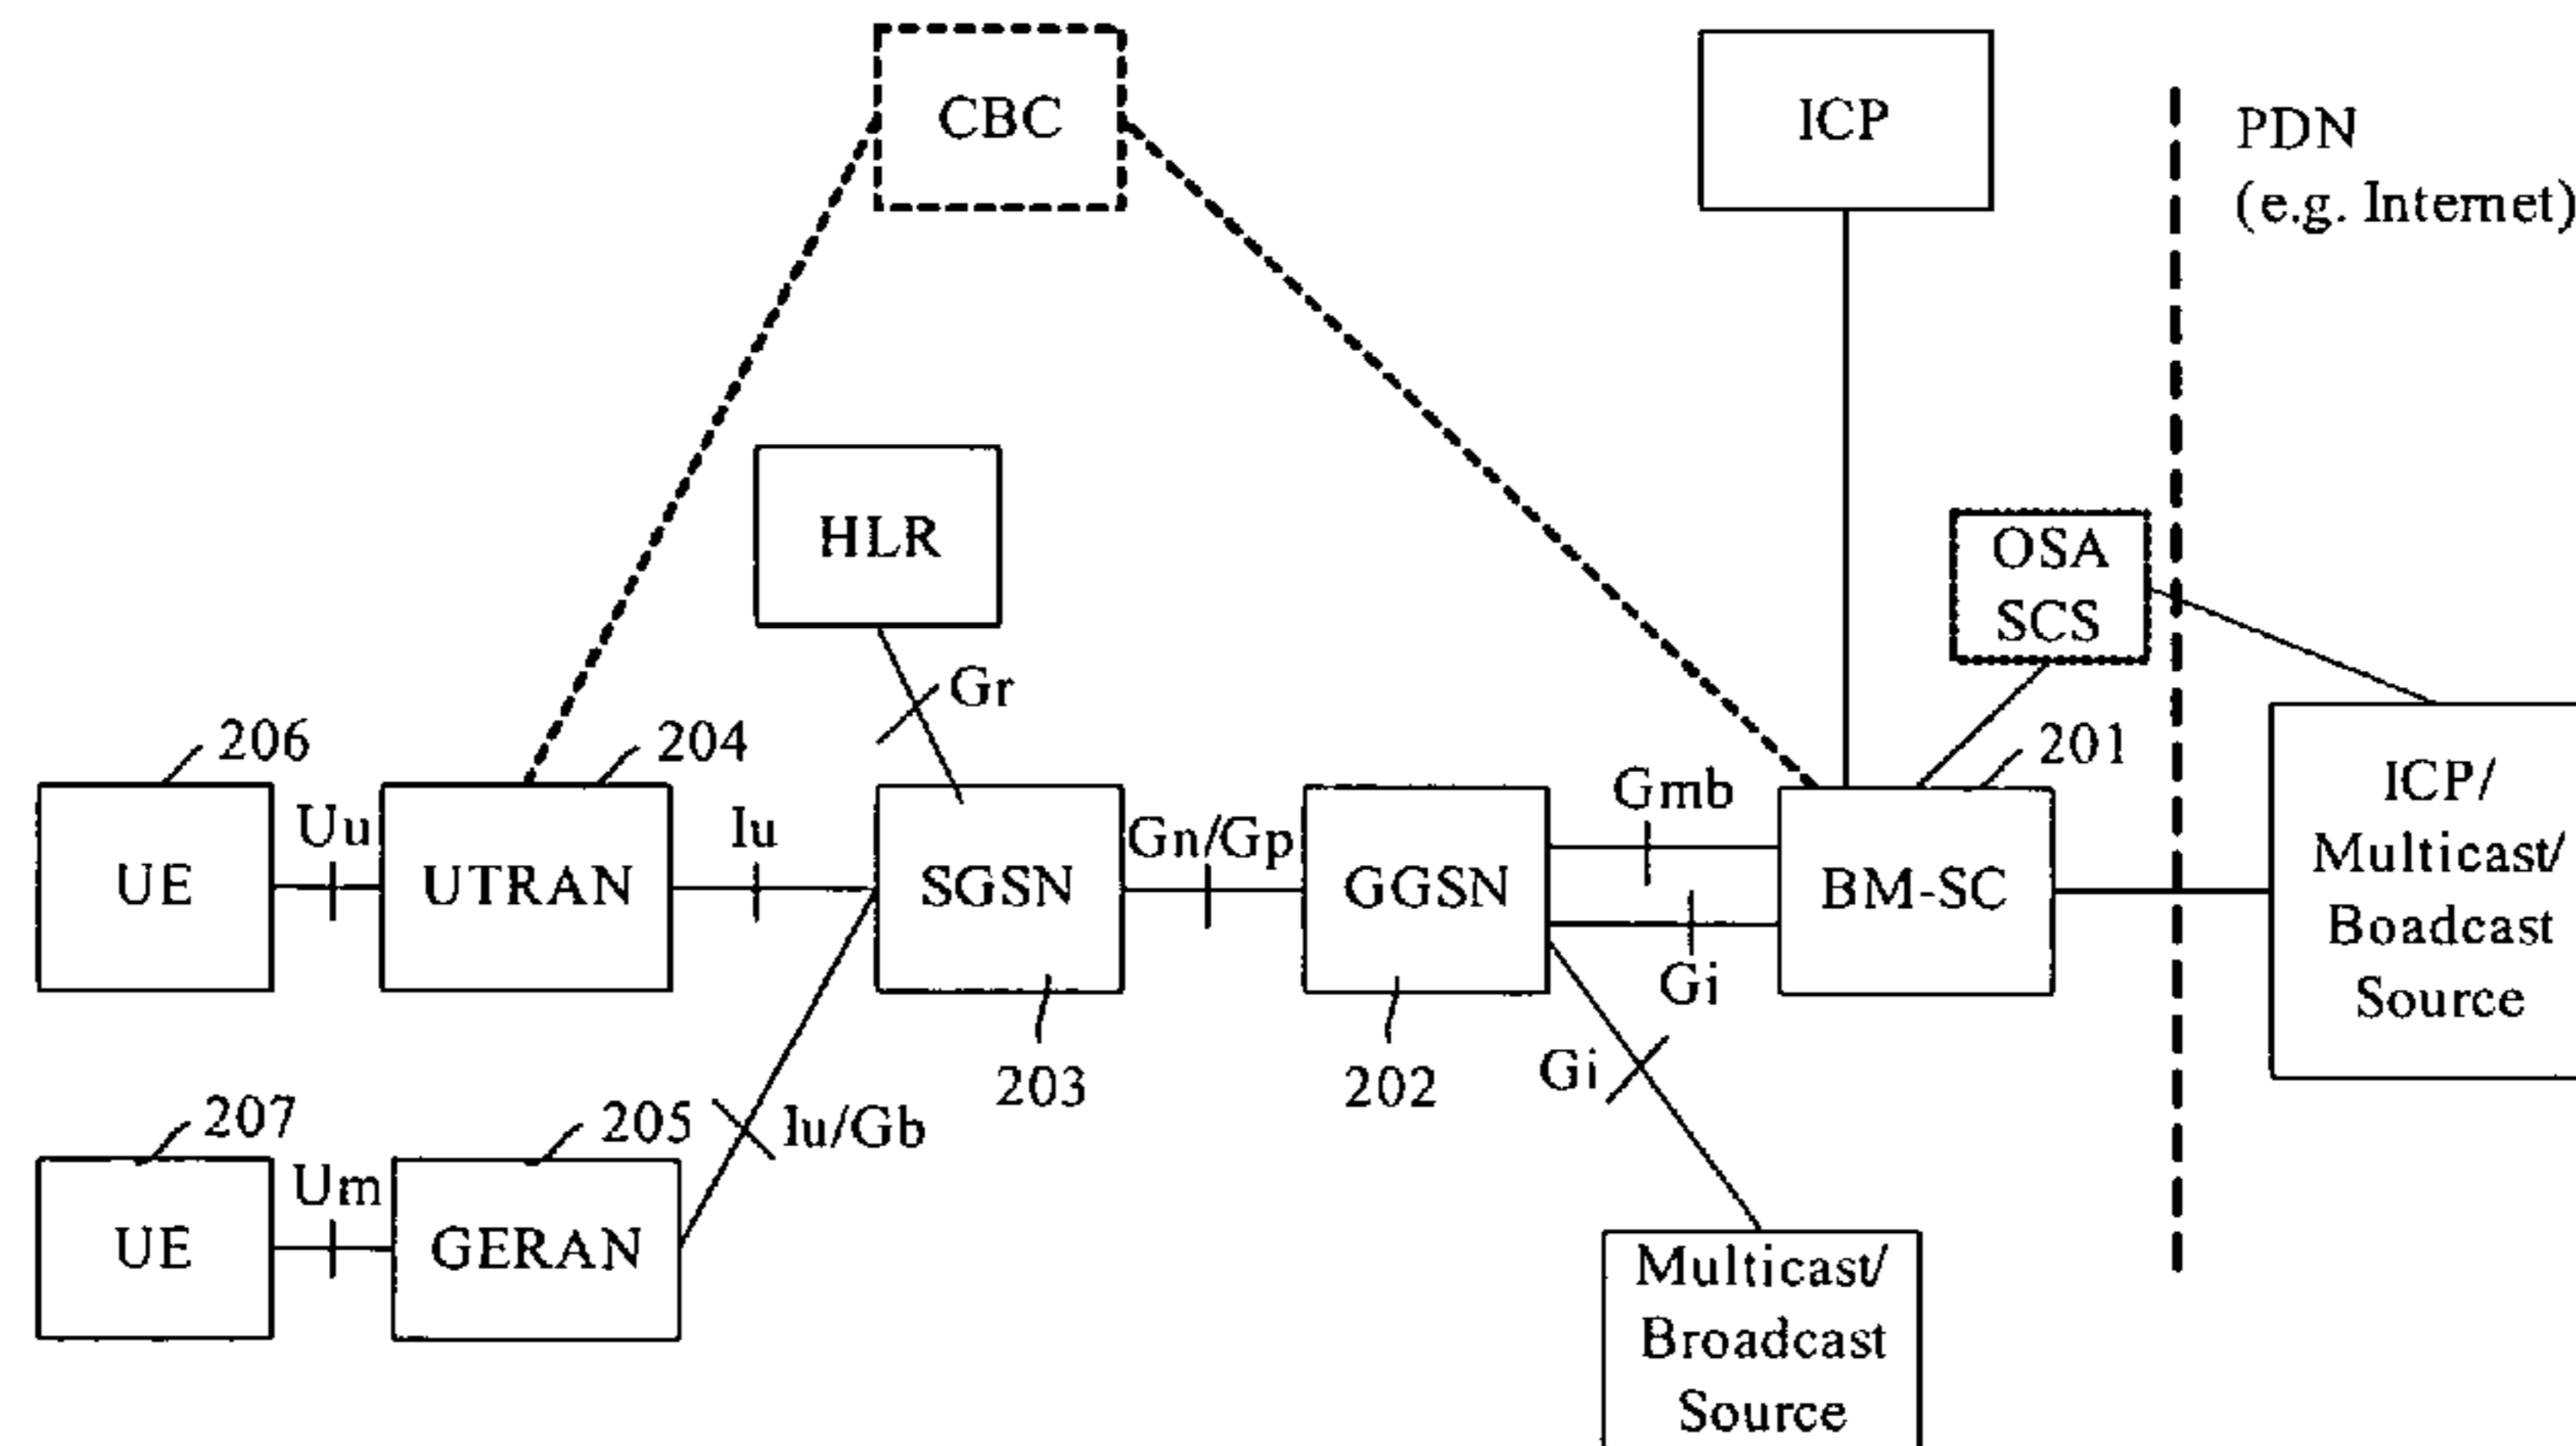 CBC
ICP
PDN
(e.g. Internet)
HLR
OSA
SCS
Gr
206
204
201
Uu
Iu
Gn/Gp
Gmb
UE
UTRAN
SGSN
GGSN
BM-SC
Gi
ICP/
Multicast/
Boadcast
Source
203
202
Gi
207
205
Iu/Gb
Um
UE
GERAN
Multicast/
Broadcast
Source